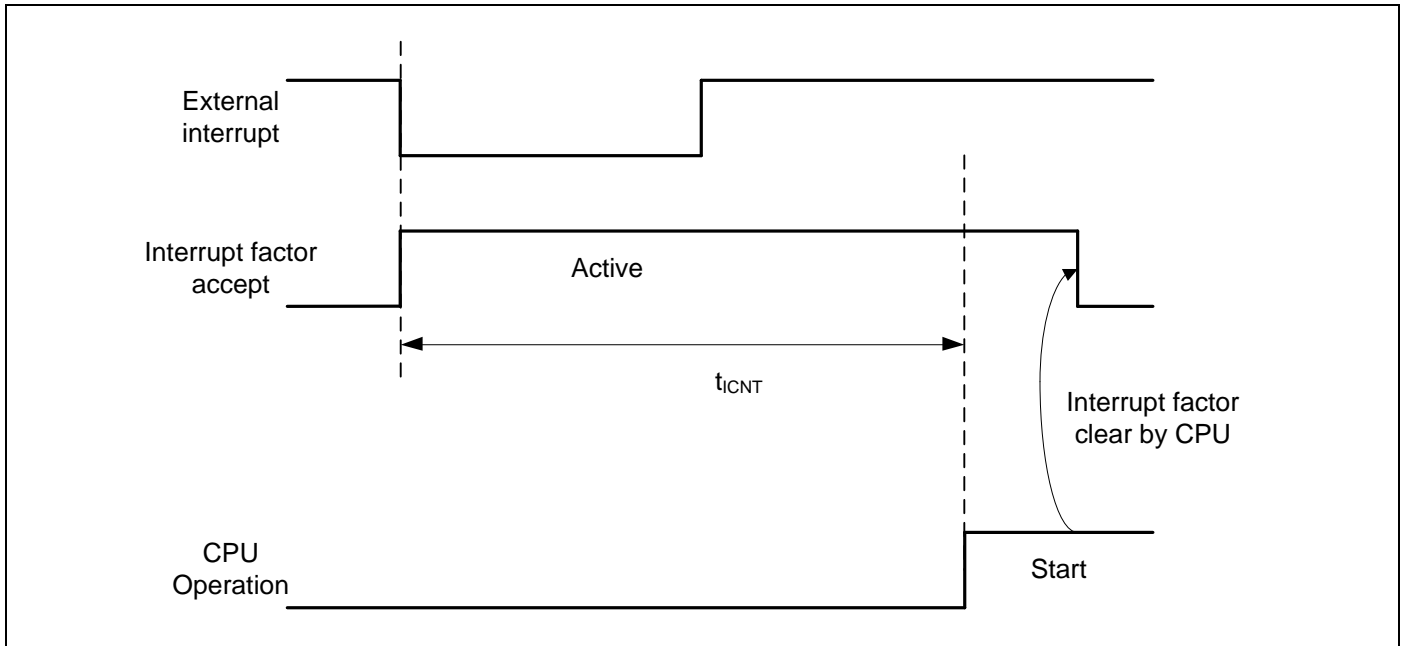 External
interrupt
Interrupt factor
accept
Active
tICNT
Interrupt factor
clear by CPU
CPU
Operation
Start